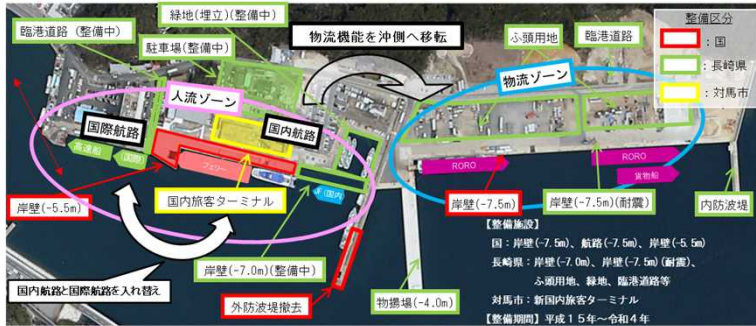 整備区分
：国
：長崎県
：対馬市
緑地(埋立)(整備中)
臨港道路 (整備中)
駐車場(整備中)
物流機能を沖側へ移転
ふ頭用地
臨港道路
人流ゾーン
物流ゾーン
国際航路
国内航路
高速船
(国際)
フェリー
JF(国内)
RORO
RORO
貨物船
岸壁(-5.5m)
国内旅客ターミナル
岸壁(-7.5m)
岸壁(-7.5m)(耐震)
内防波堤
岸壁(-7.0m)(整備中)
国内航路と国際航路を入れ替え
外防波堤撤去
物揚場(-4.0m)
【整備施設】
国：岸壁(-7.5m)、航路(-7.5m)、岸壁(-5.5m)
長崎県：岸壁(-7.0m)、岸壁(-7.5m)(耐震)、
ふ頭用地、緑地、臨港道路等
対馬市：新国内旅客ターミナル
【整備期間】平成15年～令和4年